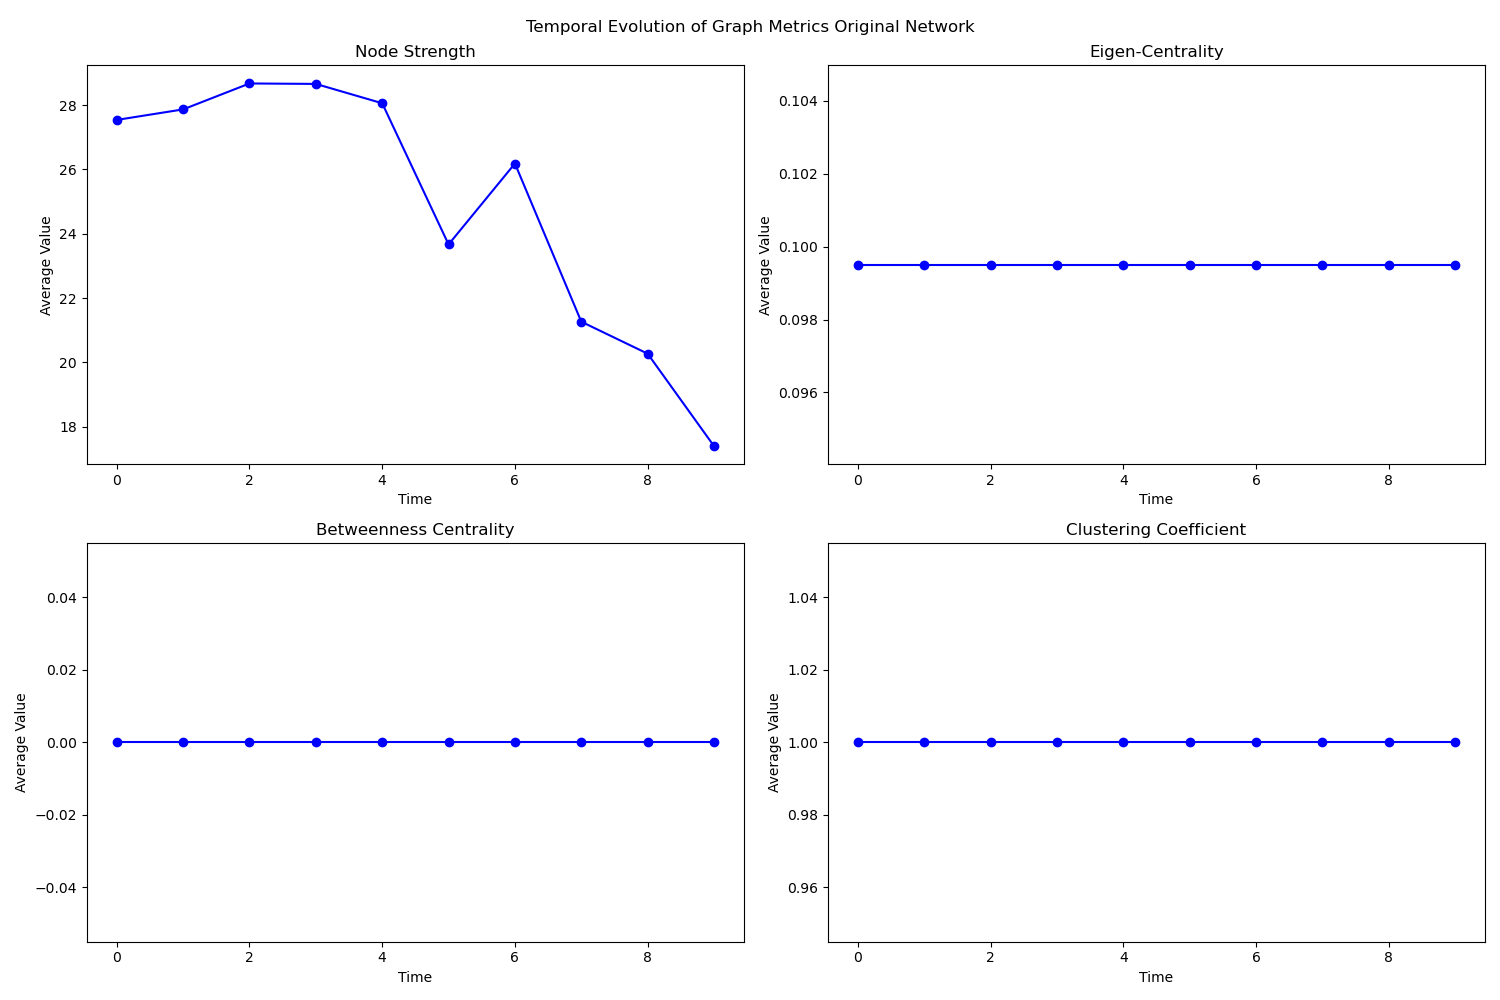 Temporal Evolution of Graph Metrics Original Network
Node Strength
28
26
24
22
20
18
Average Value
0 2 4 6 8
Time
Eigen-Centrality
0.104
0.102
0.100
0.098
0.096
Average Value
0 2 4 6 8
Time
Betweenness Centrality
0.04
0.02
0.00
−0.02
−0.04
Average Value
0 2 4 6 8
Time
Clustering Coefficient
1.04
1.02
1.00
0.98
0.96
Average Value
0 2 4 6 8
Time